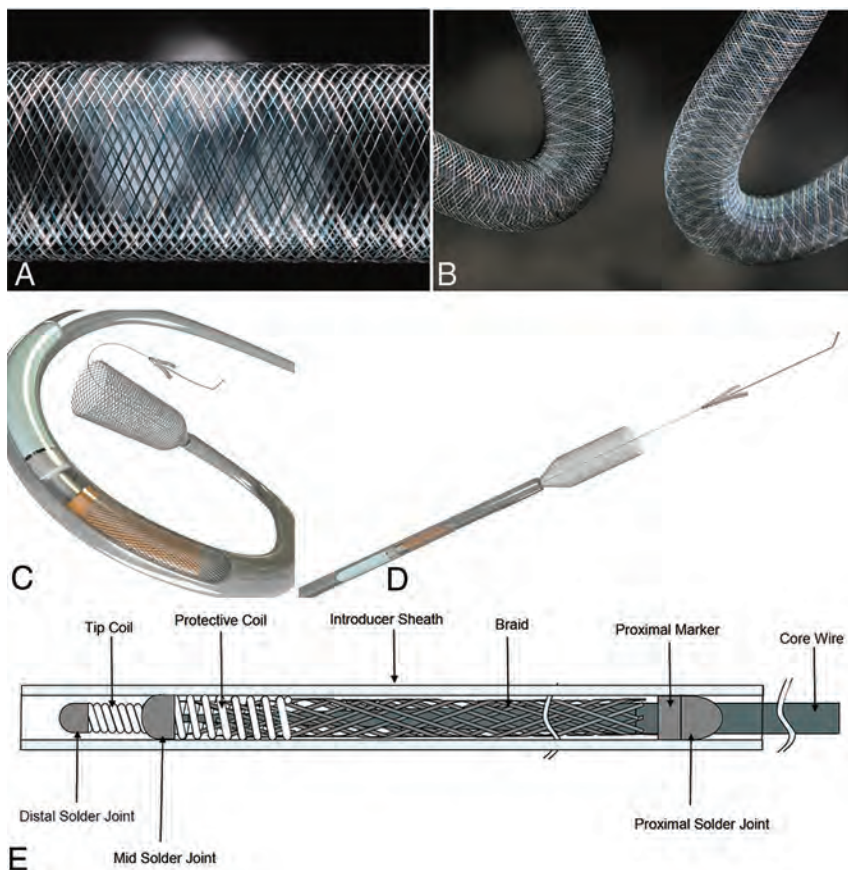 A
B
C
D
Tip Coil
Protective Coil
Introducer Sheath
Braid
Proximal Marker
Core Wire
Distal Solder Joint
Mid Solder Joint
Proximal Solder Joint
E